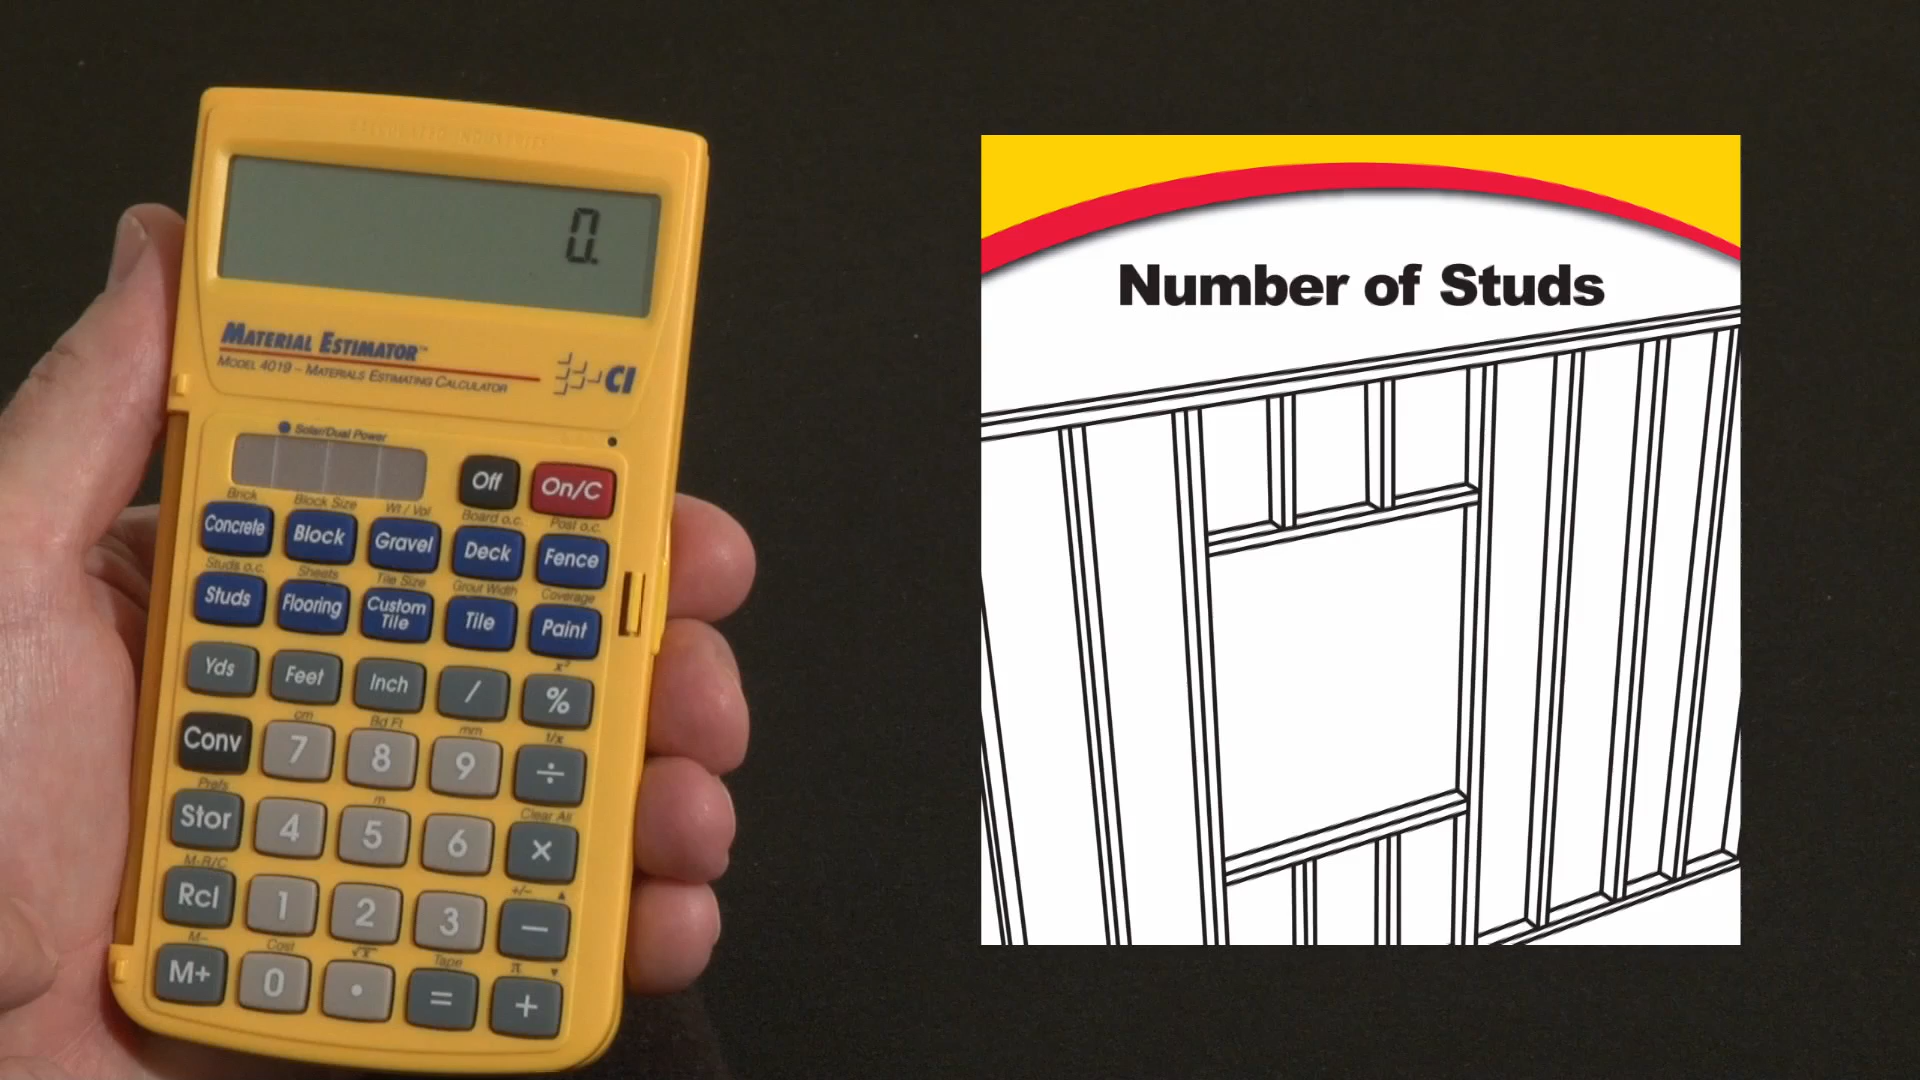 CALCULATED INDUSTRIES
0.
MATERIAL ESTIMATOR™
MODEL 4019 – MATERIALS ESTIMATING CALCULATOR
CI
Solar/Dual Power
Off On/C
Brick Block Size Wt / Vol Board o.c. Post o.c.
Concrete Block Gravel Deck Fence
Studs o.c. Sheets Tile Size Grout Width Coverage
Studs Flooring Custom Tile Tile Paint
x²
Yds Feet Inch / %
cm Bd Ft mm 1/x
Conv 7 8 9 ÷
Prefs m Clear All
Stor 4 5 6 ×
M-R/C +/- ▲
Rcl 1 2 3 −
M- Cost √x Tape π ▼
M+ 0 • = +
Number of Studs